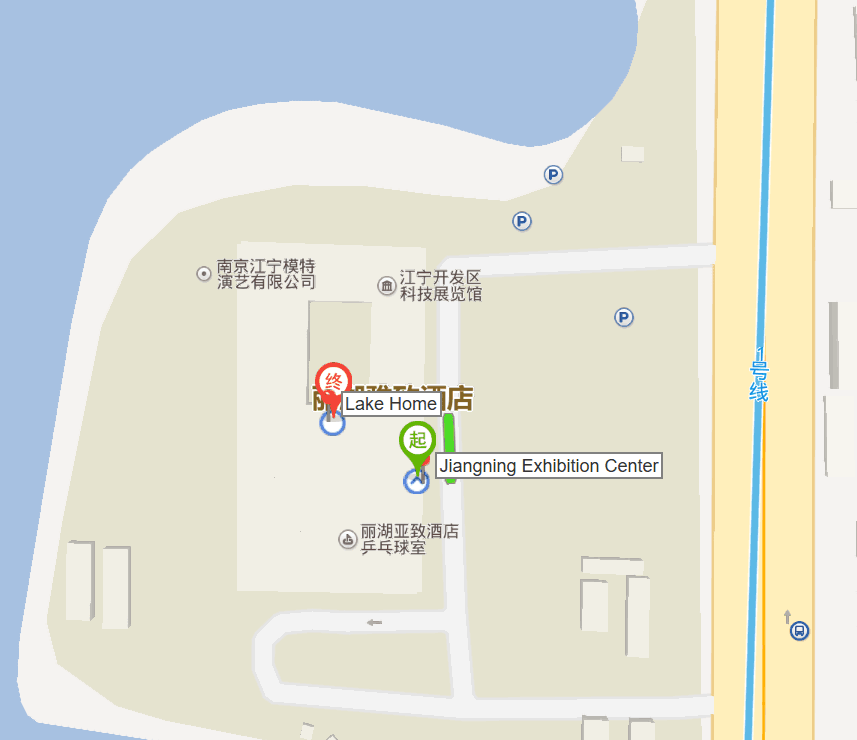 P
P
南京江宁模特
演艺有限公司
江宁开发区
科技展览馆
P
1号线
终
酒店
Lake Home
起
Jiangning Exhibition Center
丽湖亚致酒店
乒乓球室